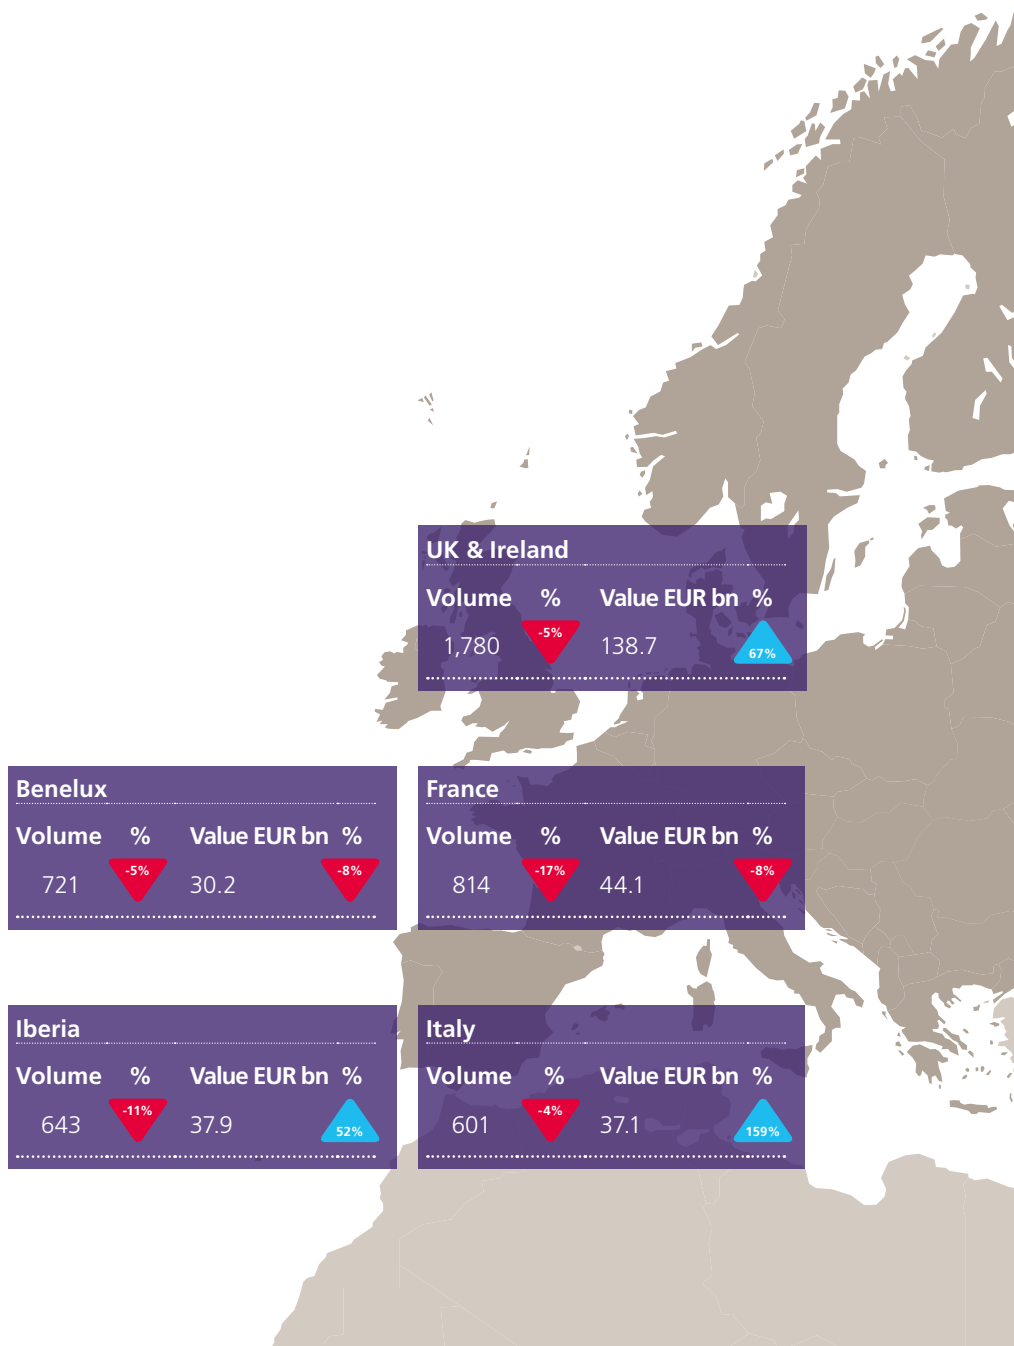 UK & Ireland
Volume % Value EUR bn %
1,780 -5% 138.7 67%
Benelux
Volume % Value EUR bn %
721 -5% 30.2 -8%
France
Volume % Value EUR bn %
814 -17% 44.1 -8%
Iberia
Volume % Value EUR bn %
643 -11% 37.9 52%
Italy
Volume % Value EUR bn %
601 -4% 37.1 159%